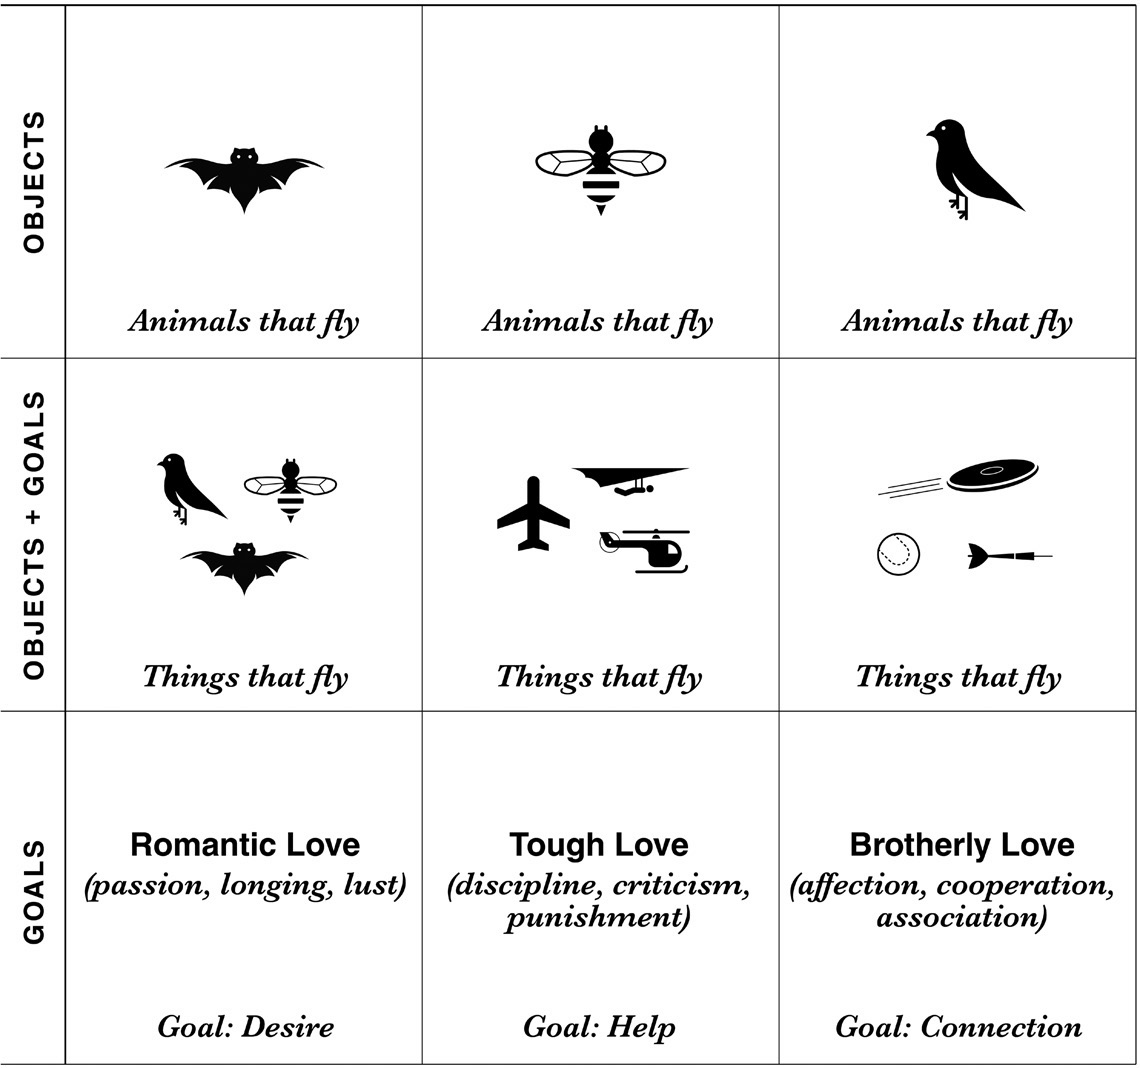 OBJECTS
Animals that fly
Animals that fly
Animals that fly
OBJECTS + GOALS
Things that fly
Things that fly
Things that fly
GOALS
Romantic Love
(passion, longing, lust)
Goal: Desire
Tough Love
(discipline, criticism,
punishment)
Goal: Help
Brotherly Love
(affection, cooperation,
association)
Goal: Connection